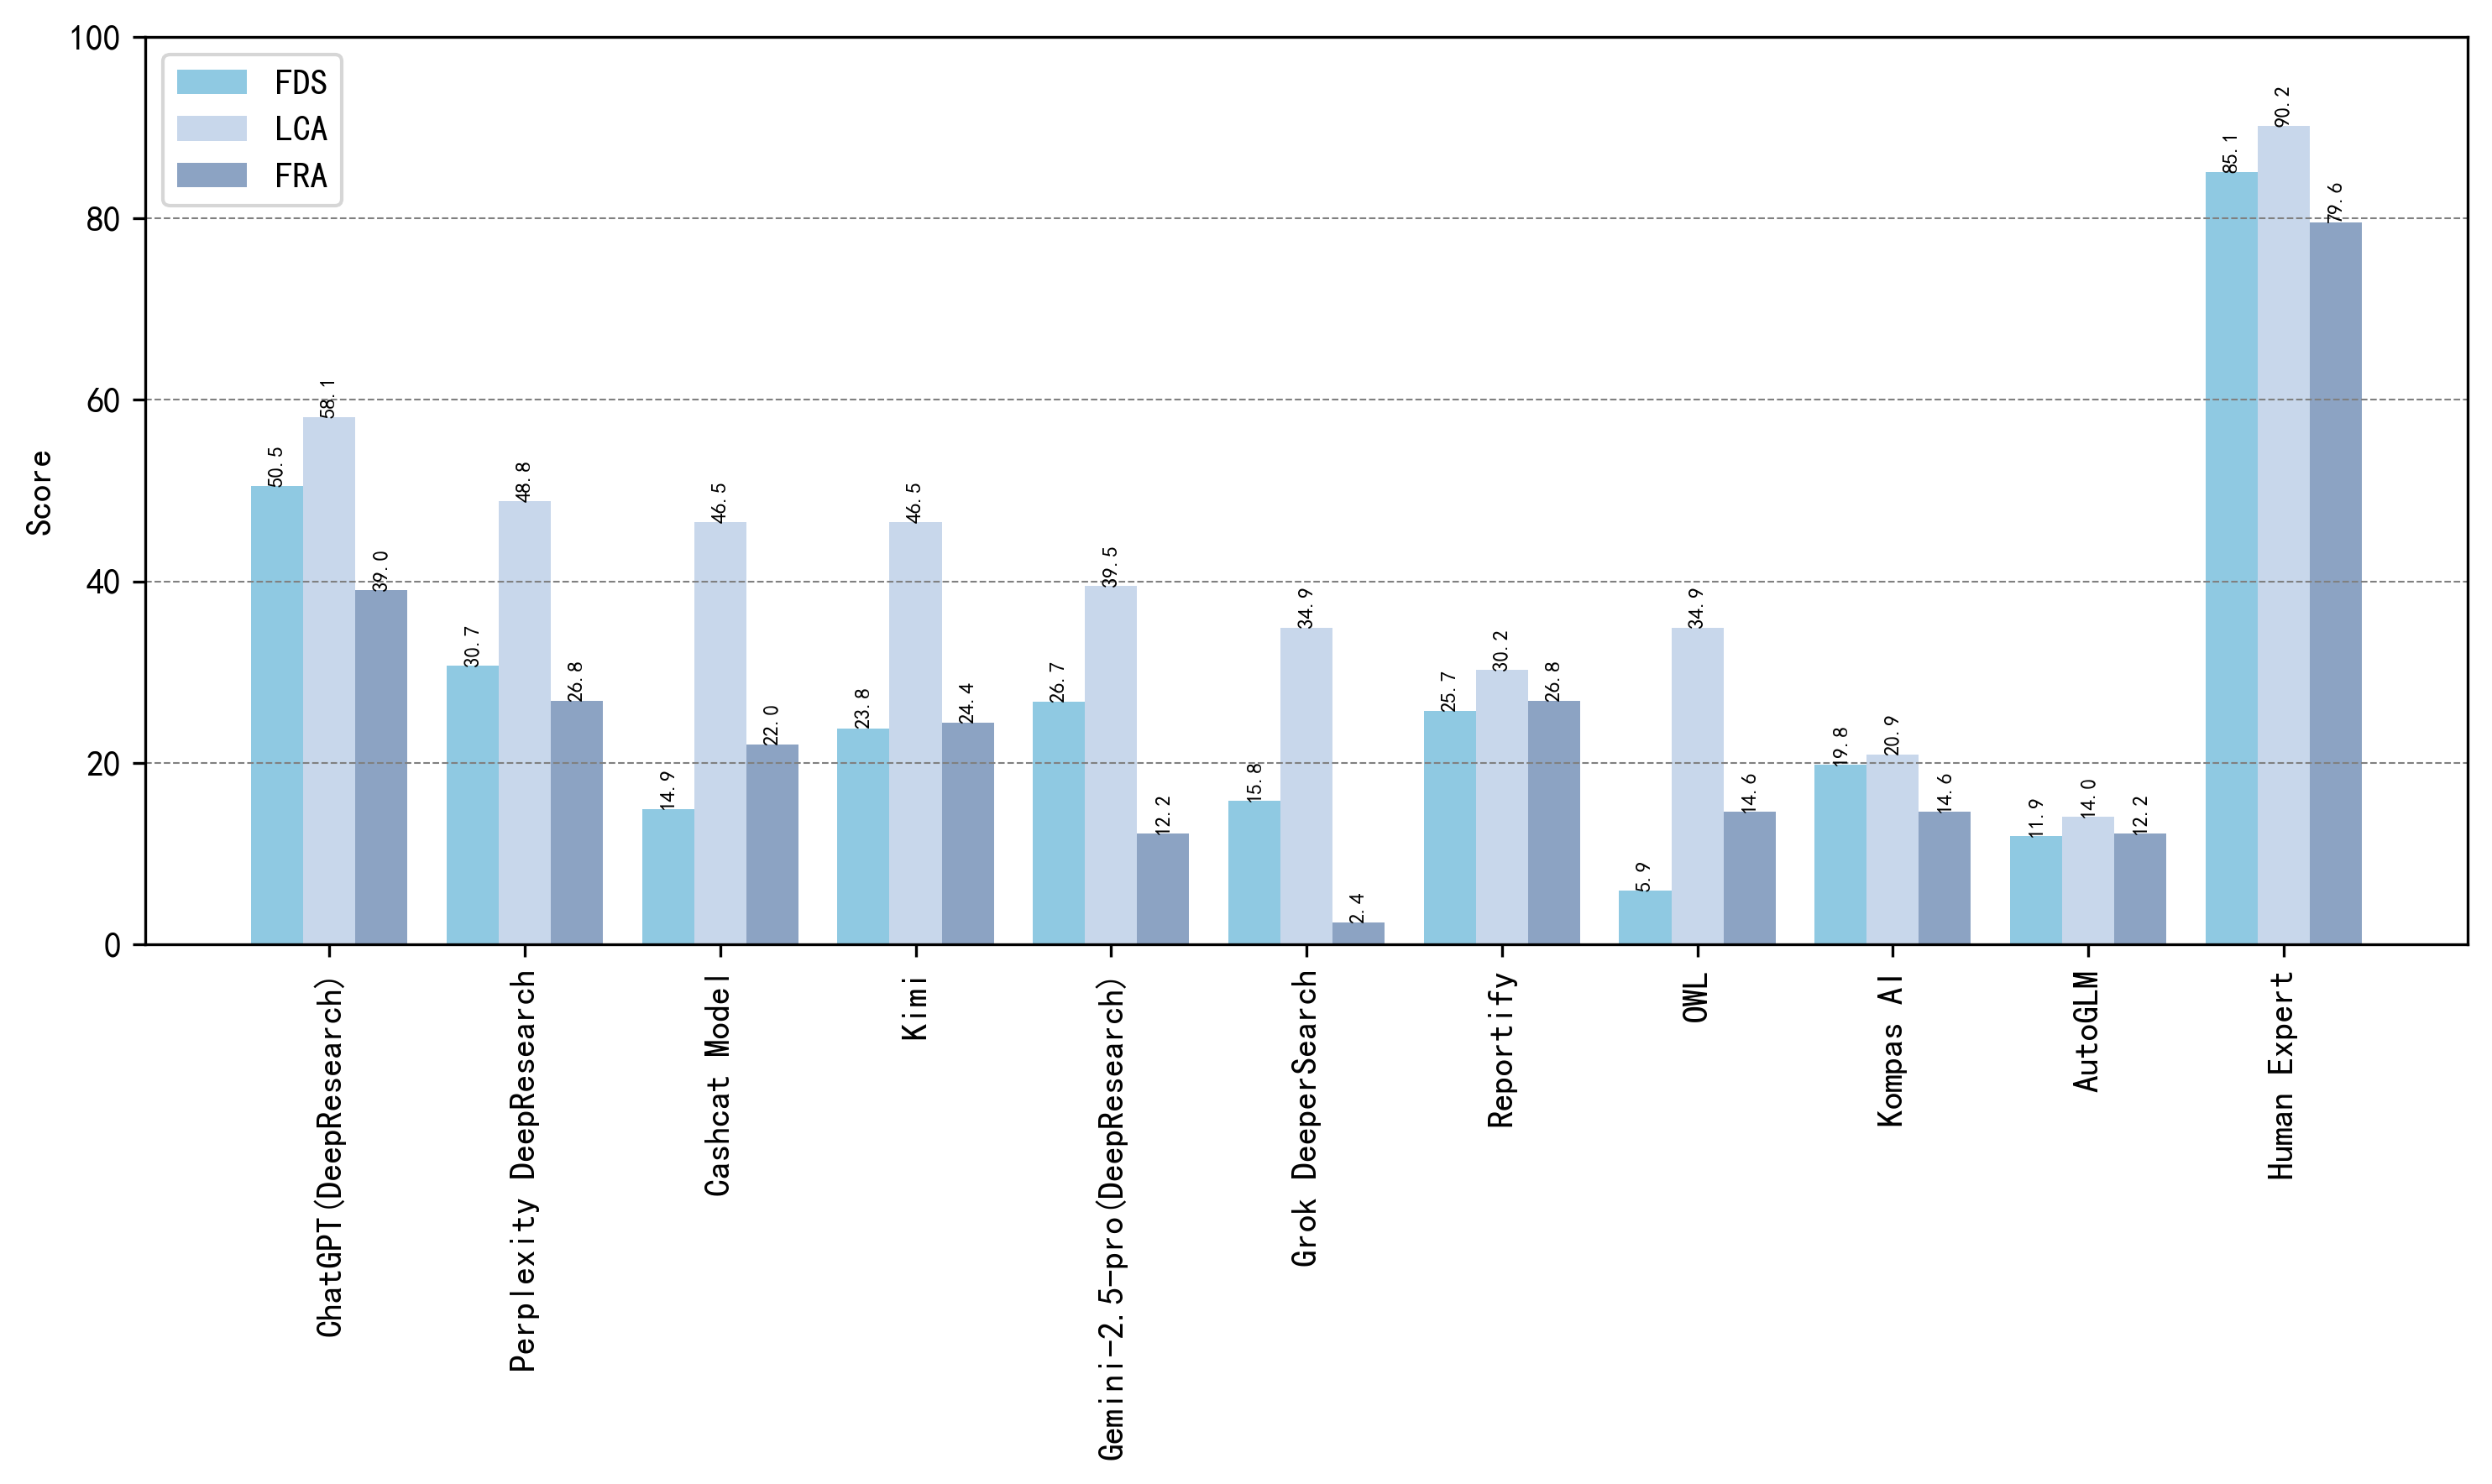 100
80
60
40
20
0
Score
FDS
LCA
FRA
50.5
58.1
39.0
30.7
48.8
26.8
14.9
46.5
22.0
23.8
46.5
24.4
26.7
39.5
12.2
15.8
34.9
2.4
25.7
30.2
26.8
5.9
34.9
14.6
19.8
20.9
14.6
11.9
14.0
12.2
85.1
90.2
79.6
ChatGPT(DeepResearch)
Perplexity DeepResearch
Cashcat Model
Kimi
Gemini-2.5-pro(DeepResearch)
Grok DeeperSearch
Reportify
OWL
Kompas AI
AutoGLM
Human Expert